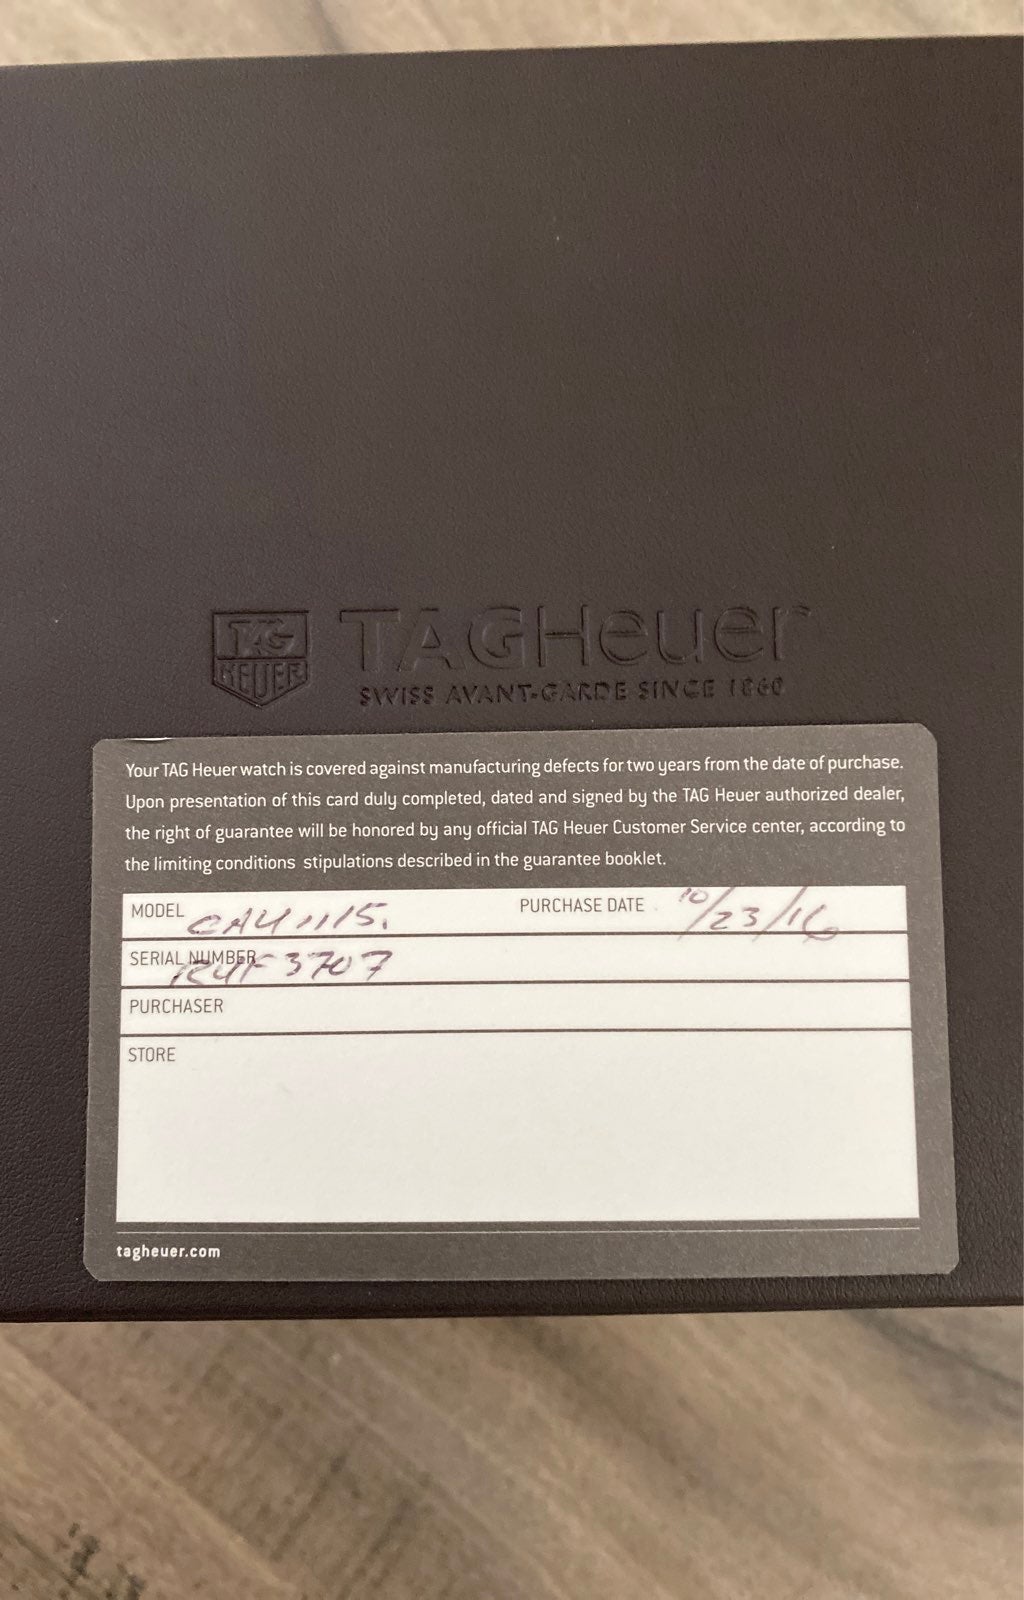 TAG
HEUER
TAGHeuer
SWISS AVANT-GARDE SINCE 1860
Your TAG Heuer watch is covered against manufacturing defects for two years from the date of purchase.
Upon presentation of this card duly completed, dated and signed by the TAG Heuer authorized dealer,
the right of guarantee will be honored by any official TAG Heuer Customer Service center, according to
the limiting conditions stipulations described in the guarantee booklet.
MODEL CAU1115. PURCHASE DATE 10/23/16
SERIAL NUMBER
PURCHASER
STORE
tagheuer.com